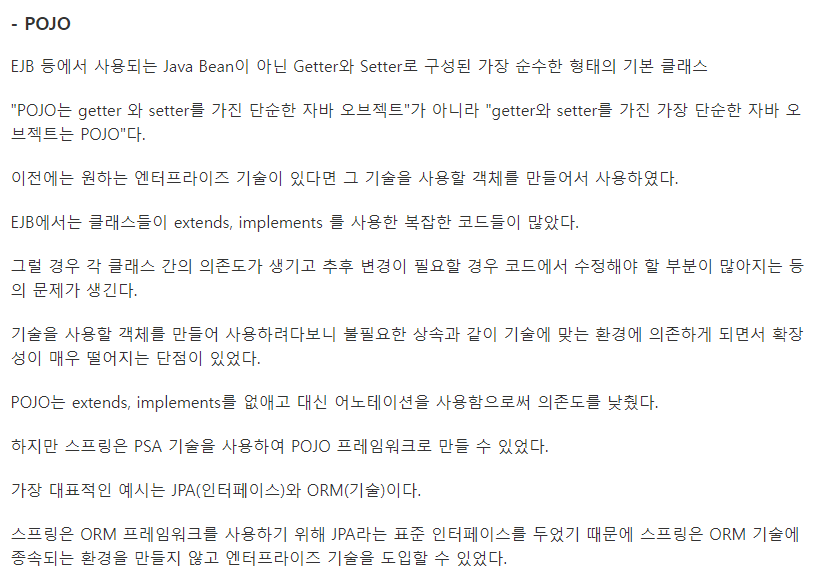 - POJO
EJB 등에서 사용되는 Java Bean이 아닌 Getter와 Setter로 구성된 가장 순수한 형태의 기본 클래스
"POJO는 getter 와 setter를 가진 단순한 자바 오브젝트"가 아니라 "getter와 setter를 가진 가장 단순한 자바 오
브젝트는 POJO"다.
이전에는 원하는 엔터프라이즈 기술이 있다면 그 기술을 사용할 객체를 만들어서 사용하였다.
EJB에서는 클래스들이 extends, implements 를 사용한 복잡한 코드들이 많았다.
그럴 경우 각 클래스 간의 의존도가 생기고 추후 변경이 필요할 경우 코드에서 수정해야 할 부분이 많아지는 등
의 문제가 생긴다.
기술을 사용할 객체를 만들어 사용하려다보니 불필요한 상속과 같이 기술에 맞는 환경에 의존하게 되면서 확장
성이 매우 떨어지는 단점이 있었다.
POJO는 extends, implements를 없애고 대신 어노테이션을 사용함으로써 의존도를 낮췄다.
하지만 스프링은 PSA 기술을 사용하여 POJO 프레임워크로 만들 수 있었다.
가장 대표적인 예시는 JPA(인터페이스)와 ORM(기술)이다.
스프링은 ORM 프레임워크를 사용하기 위해 JPA라는 표준 인터페이스를 두었기 때문에 스프링은 ORM 기술에
종속되는 환경을 만들지 않고 엔터프라이즈 기술을 도입할 수 있었다.